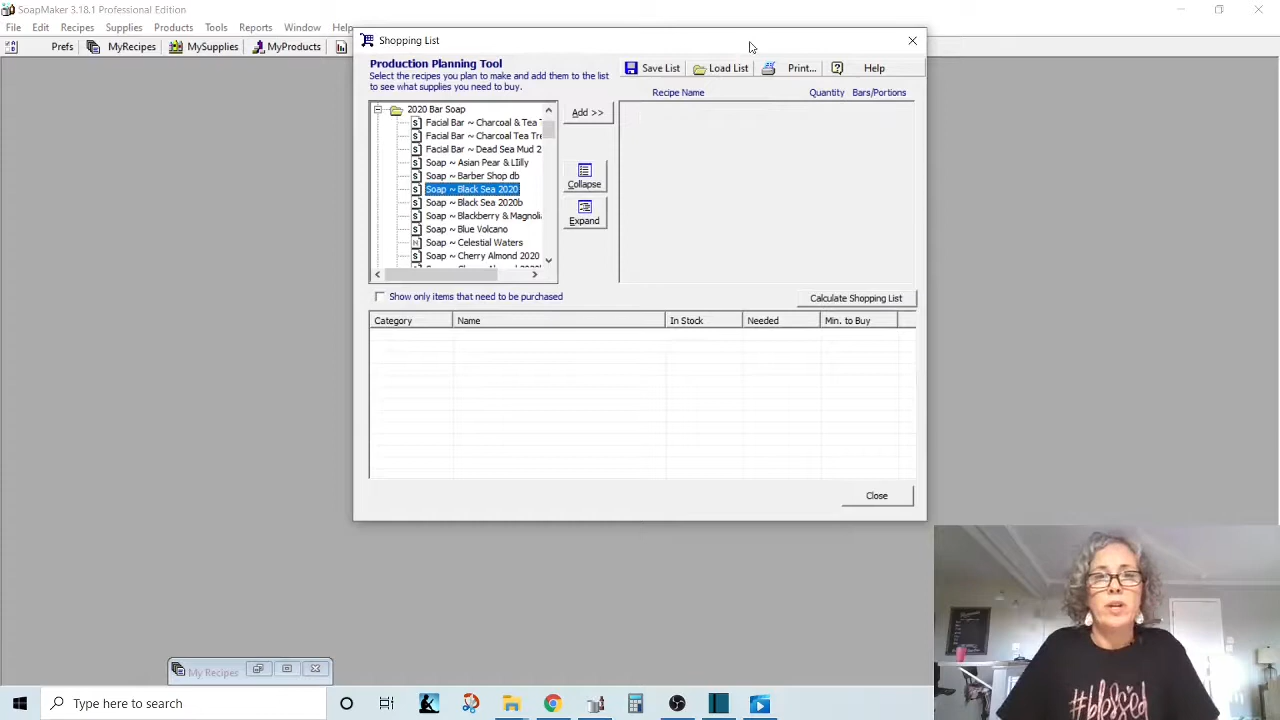 SoapMaker 3.18.1 Professional Edition
File Edit Recipes Supplies Products Tools Reports Window Help
Prefs MyRecipes MySupplies MyProducts
Shopping List
Production Planning Tool
Select the recipes you plan to make and add them to the list
to see what supplies you need to buy.
Save List Load List Print... Help
Recipe Name Quantity Bars/Portions
2020 Bar Soap
Facial Bar ~ Charcoal & Tea T
Facial Bar ~ Charcoal Tea Tre
Facial Bar ~ Dead Sea Mud 2
Soap ~ Asian Pear & LIlly
Soap ~ Barber Shop db
Soap ~ Black Sea 2020
Soap ~ Black Sea 2020b
Soap ~ Blackberry & Magnolia
Soap ~ Blue Volcano
Soap ~ Celestial Waters
Soap ~ Cherry Almond 2020
Add >>
Collapse
Expand
Show only items that need to be purchased
Calculate Shopping List
Category Name In Stock Needed Min. to Buy
Close
My Recipes
#blessed
Type here to search